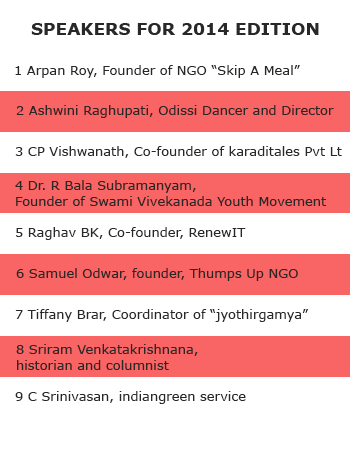 SPEAKERS FOR 2014 EDITION
1 Arpan Roy, Founder of NGO “Skip A Meal”
2 Ashwini Raghupati, Odissi Dancer and Director
3 CP Vishwanath, Co-founder of karaditales Pvt Lt
4 Dr. R Bala Subramanyam,
Founder of Swami Vivekanada Youth Movement
5 Raghav BK, Co-founder, RenewIT
6 Samuel Odwar, founder, Thumps Up NGO
7 Tiffany Brar, Coordinator of “jyothirgamya”
8 Sriram Venkatakrishnana,
historian and columnist
9 C Srinivasan, indiangreen service